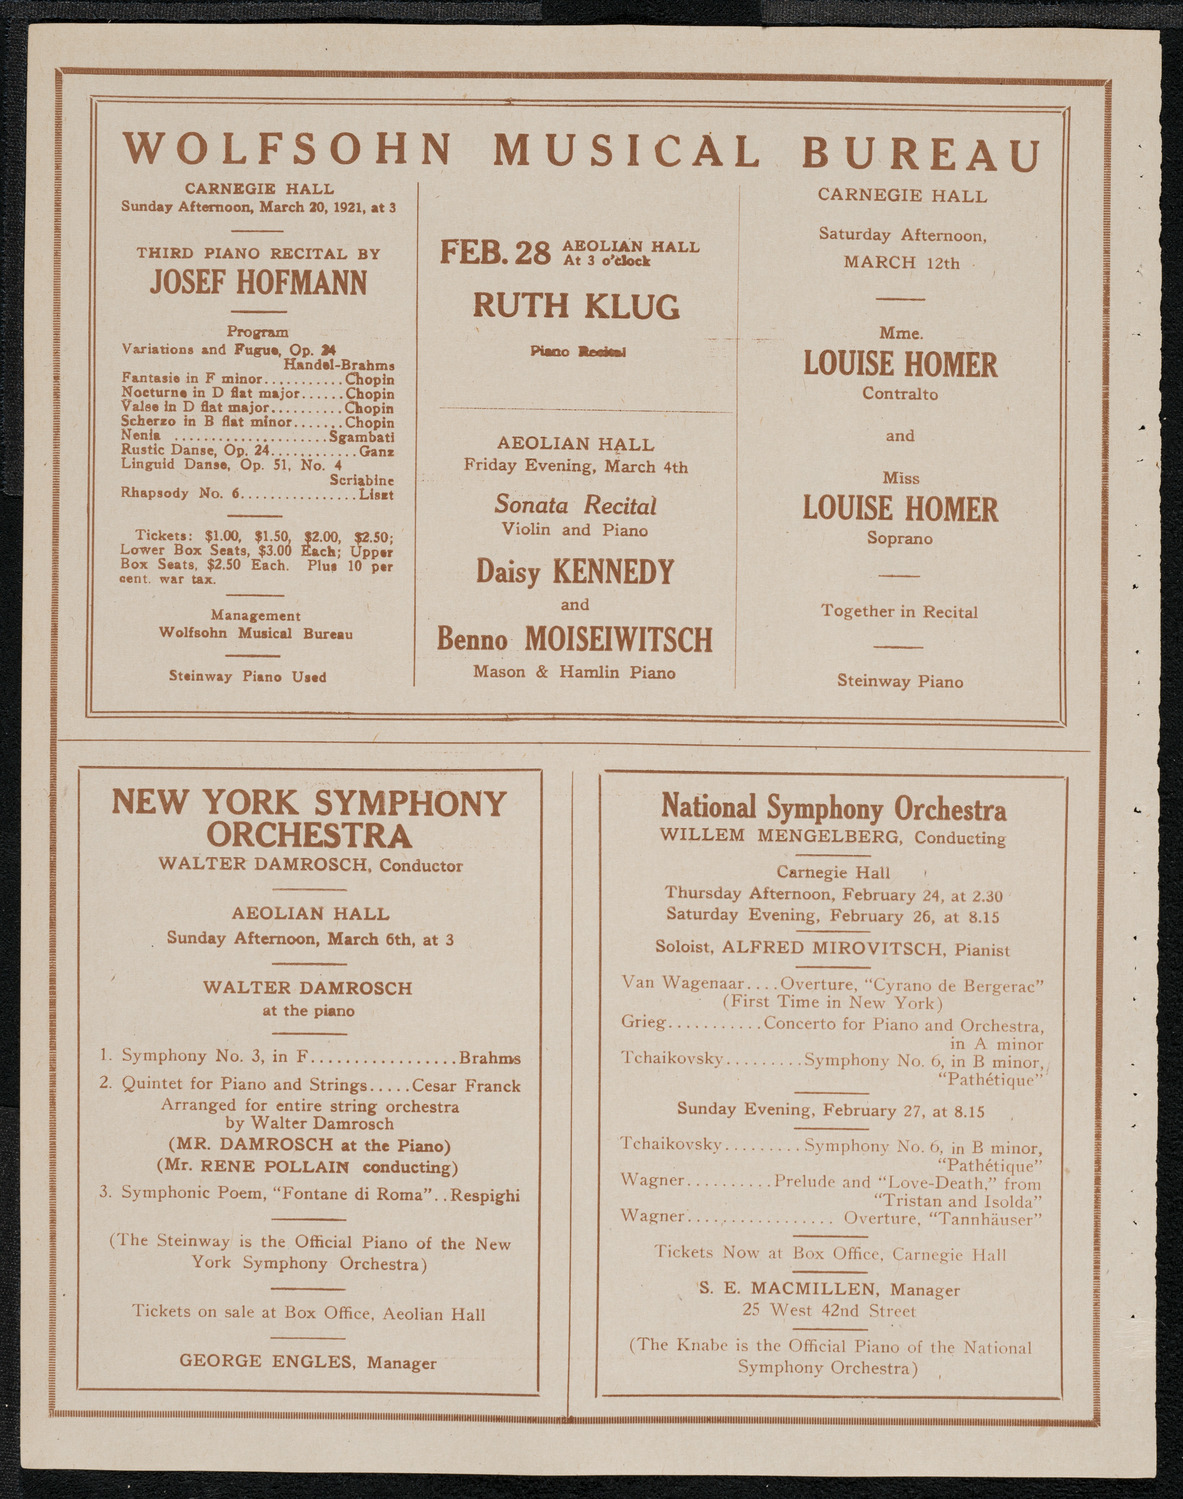 WOLFSOHN MUSICAL BUREAU
CARNEGIE HALL
Sunday Afternoon, March 20, 1921, at 3
THIRD PIANO RECITAL BY
JOSEF HOFMANN
Program
Variations and Fugue, Op. 24
Handel-Brahms
Fantasie in F minor...........Chopin
Nocturne in D flat major......Chopin
Valse in D flat major..........Chopin
Scherzo in B flat minor.......Chopin
Nenia .....................Sgambati
Rustic Danse, Op. 24............Ganz
Linguid Danse, Op. 51, No. 4
Scriabine
Rhapsody No. 6................Liszt
Tickets: $1.00, $1.50, $2.00, $2.50;
Lower Box Seats, $3.00 Each; Upper
Box Seats, $2.50 Each. Plus 10 per
cent. war tax.
Management
Wolfsohn Musical Bureau
Steinway Piano Used
FEB. 28 AEOLIAN HALL
At 3 o'clock
RUTH KLUG
Piano Recital
AEOLIAN HALL
Friday Evening, March 4th
Sonata Recital
Violin and Piano
Daisy KENNEDY
and
Benno MOISEIWITSCH
Mason & Hamlin Piano
CARNEGIE HALL
Saturday Afternoon,
MARCH 12th
Mme.
LOUISE HOMER
Contralto
and
Miss
LOUISE HOMER
Soprano
Together in Recital
Steinway Piano
NEW YORK SYMPHONY
ORCHESTRA
WALTER DAMROSCH, Conductor
AEOLIAN HALL
Sunday Afternoon, March 6th, at 3
WALTER DAMROSCH
at the piano
1. Symphony No. 3, in F.................Brahms
2. Quintet for Piano and Strings.....Cesar Franck
Arranged for entire string orchestra
by Walter Damrosch
(MR. DAMROSCH at the Piano)
(Mr. RENE POLLAIN conducting)
3. Symphonic Poem, "Fontane di Roma"..Respighi
(The Steinway is the Official Piano of the New
York Symphony Orchestra)
Tickets on sale at Box Office, Aeolian Hall
GEORGE ENGLES, Manager
National Symphony Orchestra
WILLEM MENGELBERG, Conducting
Carnegie Hall
Thursday Afternoon, February 24, at 2.30
Saturday Evening, February 26, at 8.15
Soloist, ALFRED MIROVITSCH, Pianist
Van Wagenaar....Overture, "Cyrano de Bergerac"
(First Time in New York)
Grieg...........Concerto for Piano and Orchestra,
in A minor
Tchaikovsky.........Symphony No. 6, in B minor,
"Pathétique"
Sunday Evening, February 27, at 8.15
Tchaikovsky.........Symphony No. 6, in B minor,
"Pathétique"
Wagner..........Prelude and "Love-Death," from
"Tristan and Isolda"
Wagner................. Overture, "Tannhäuser"
Tickets Now at Box Office, Carnegie Hall
S. E. MACMILLEN, Manager
25 West 42nd Street
(The Knabe is the Official Piano of the National
Symphony Orchestra)